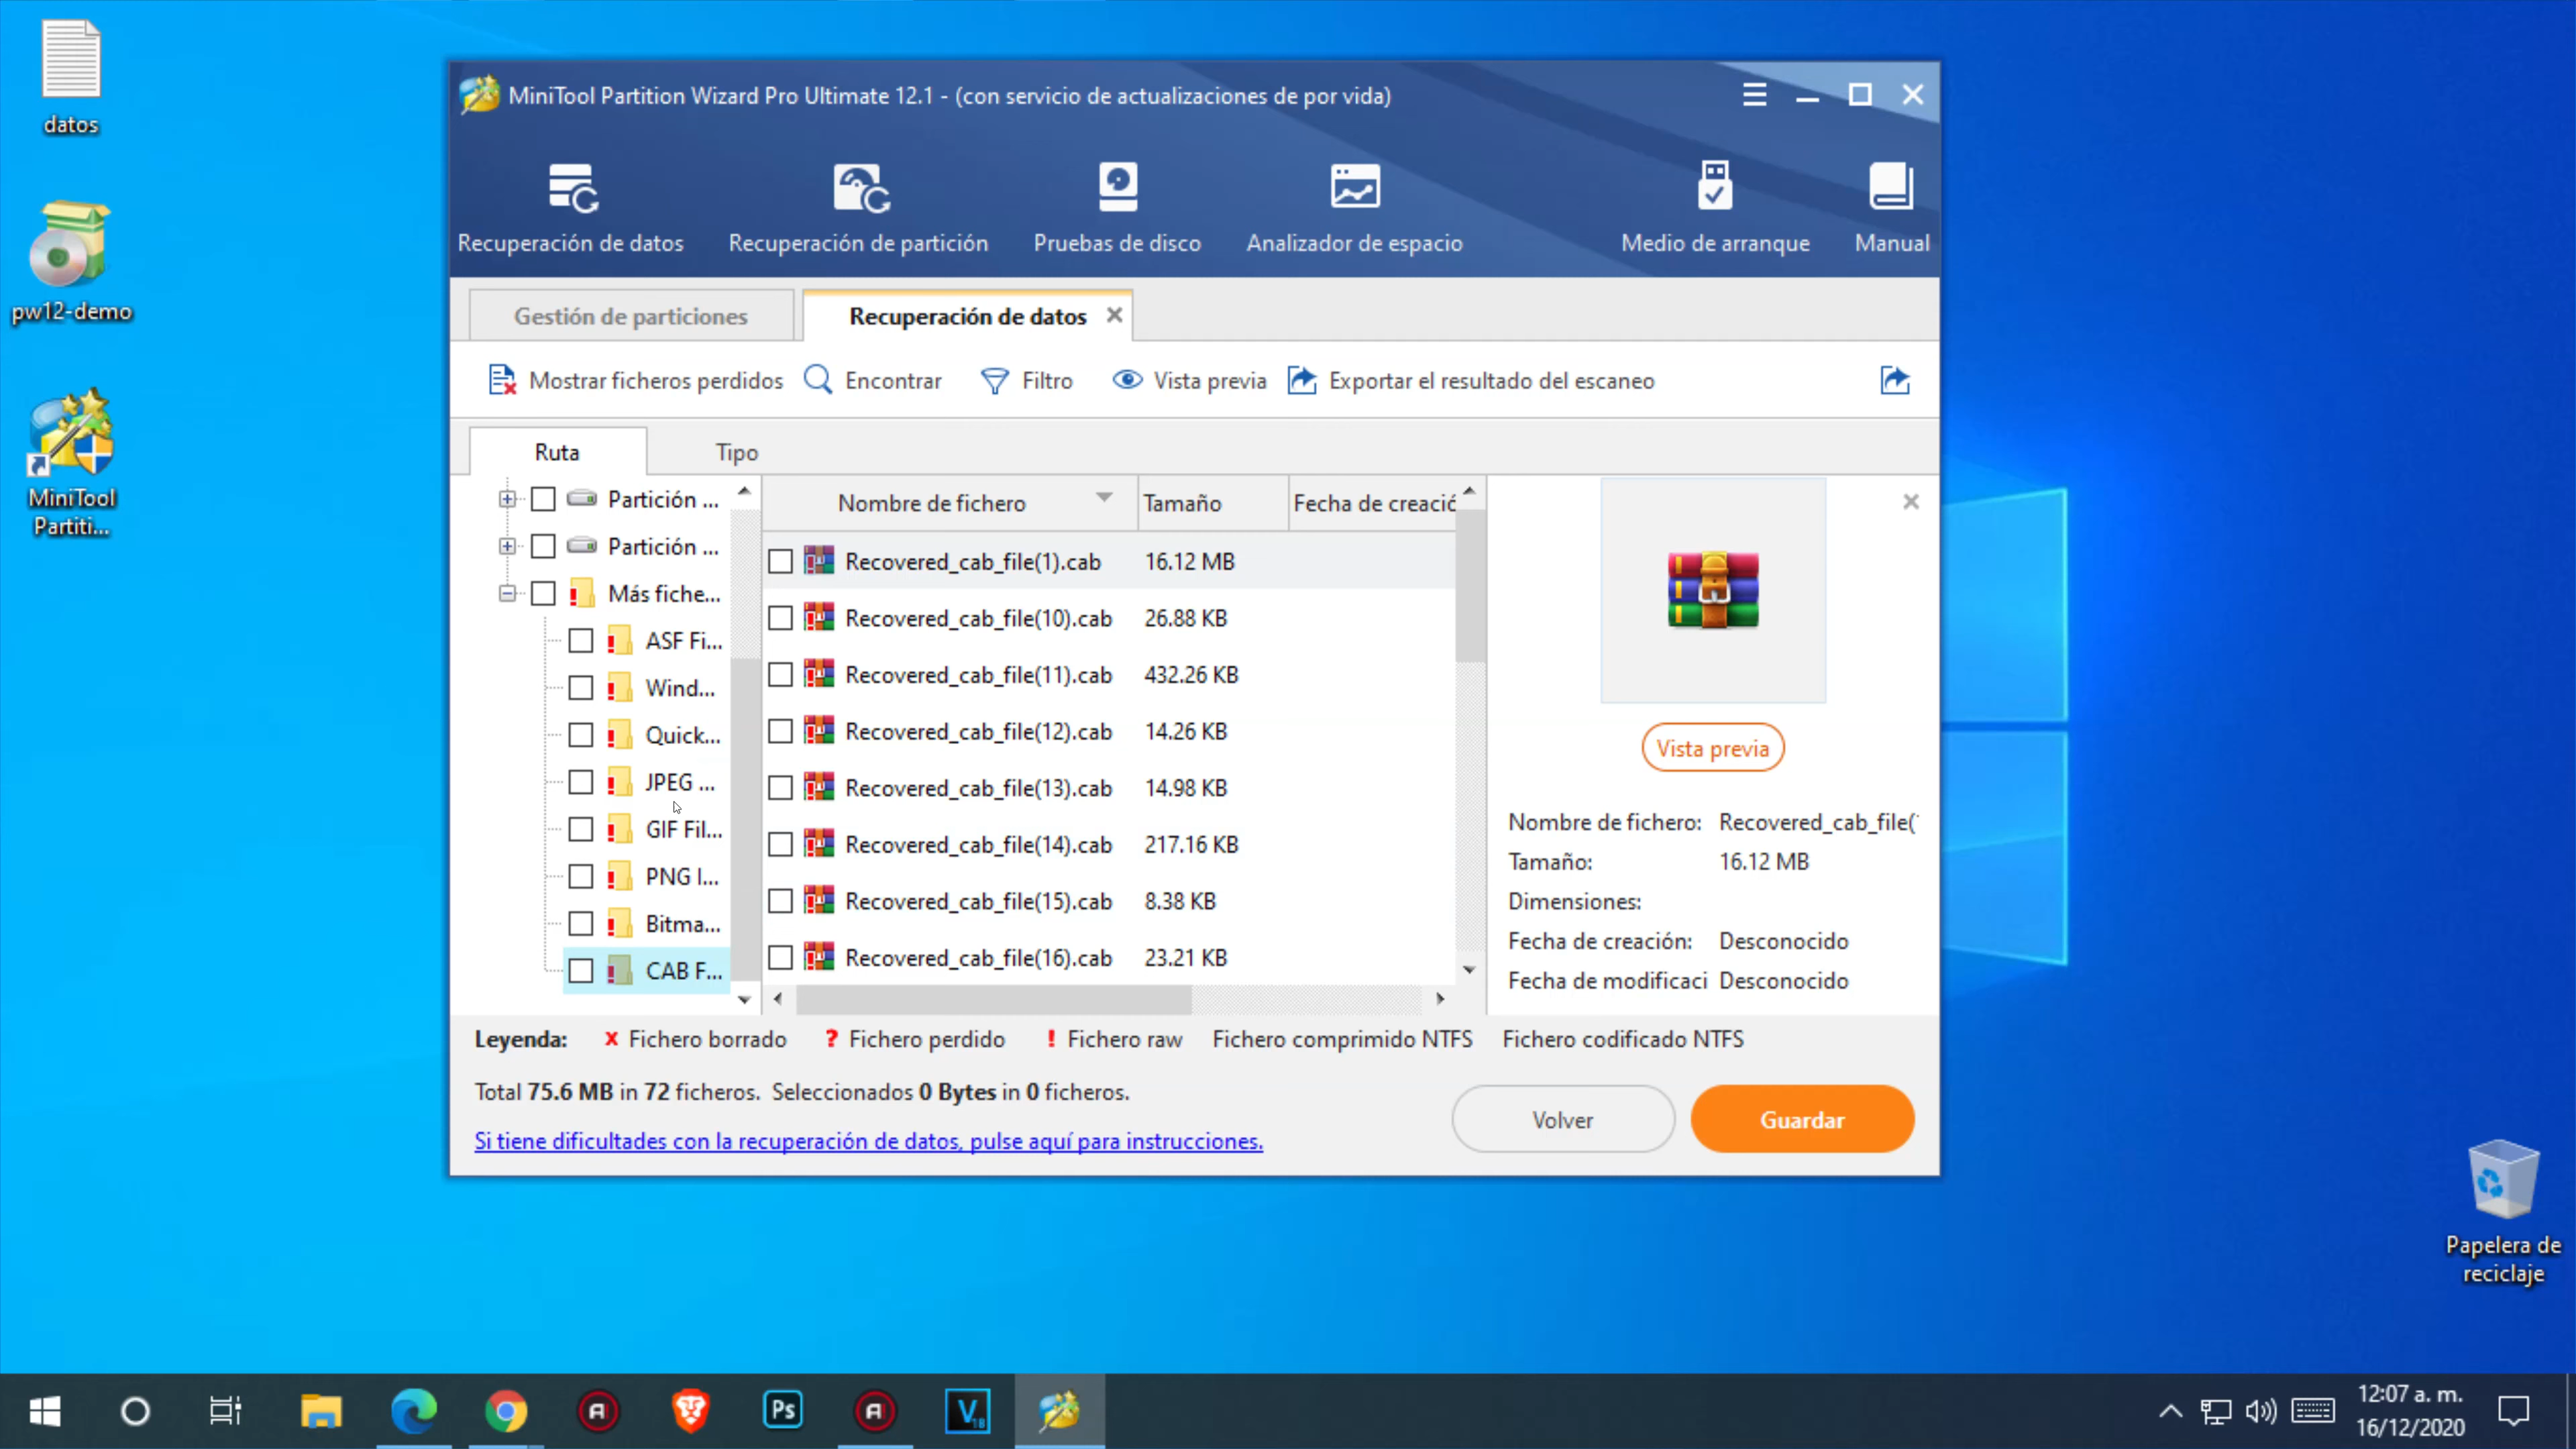 datos
pw12-demo
MiniTool
Partiti...
MiniTool Partition Wizard Pro Ultimate 12.1 - (con servicio de actualizaciones de por vida)
Recuperación de datos
Recuperación de partición
Pruebas de disco
Analizador de espacio
Medio de arranque
Manual
Gestión de particiones
Recuperación de datos
Mostrar ficheros perdidos
Encontrar
Filtro
Vista previa
Exportar el resultado del escaneo
Ruta
Tipo
Partición ...
Partición ...
Más fiche...
ASF Fi...
Wind...
Quick...
JPEG ...
GIF Fil...
PNG I...
Bitma...
CAB F...
Nombre de fichero Tamaño Fecha de creació
Recovered_cab_file(1).cab 16.12 MB
Recovered_cab_file(10).cab 26.88 KB
Recovered_cab_file(11).cab 432.26 KB
Recovered_cab_file(12).cab 14.26 KB
Recovered_cab_file(13).cab 14.98 KB
Recovered_cab_file(14).cab 217.16 KB
Recovered_cab_file(15).cab 8.38 KB
Recovered_cab_file(16).cab 23.21 KB
Vista previa
Nombre de fichero: Recovered_cab_file(
Tamaño: 16.12 MB
Dimensiones:
Fecha de creación: Desconocido
Fecha de modificaci Desconocido
Leyenda: x Fichero borrado ? Fichero perdido ! Fichero raw Fichero comprimido NTFS Fichero codificado NTFS
Total 75.6 MB in 72 ficheros. Seleccionados 0 Bytes in 0 ficheros.
Si tiene dificultades con la recuperación de datos, pulse aquí para instrucciones.
Volver
Guardar
Papelera de
reciclaje
Ps
V18
12:07 a. m.
16/12/2020